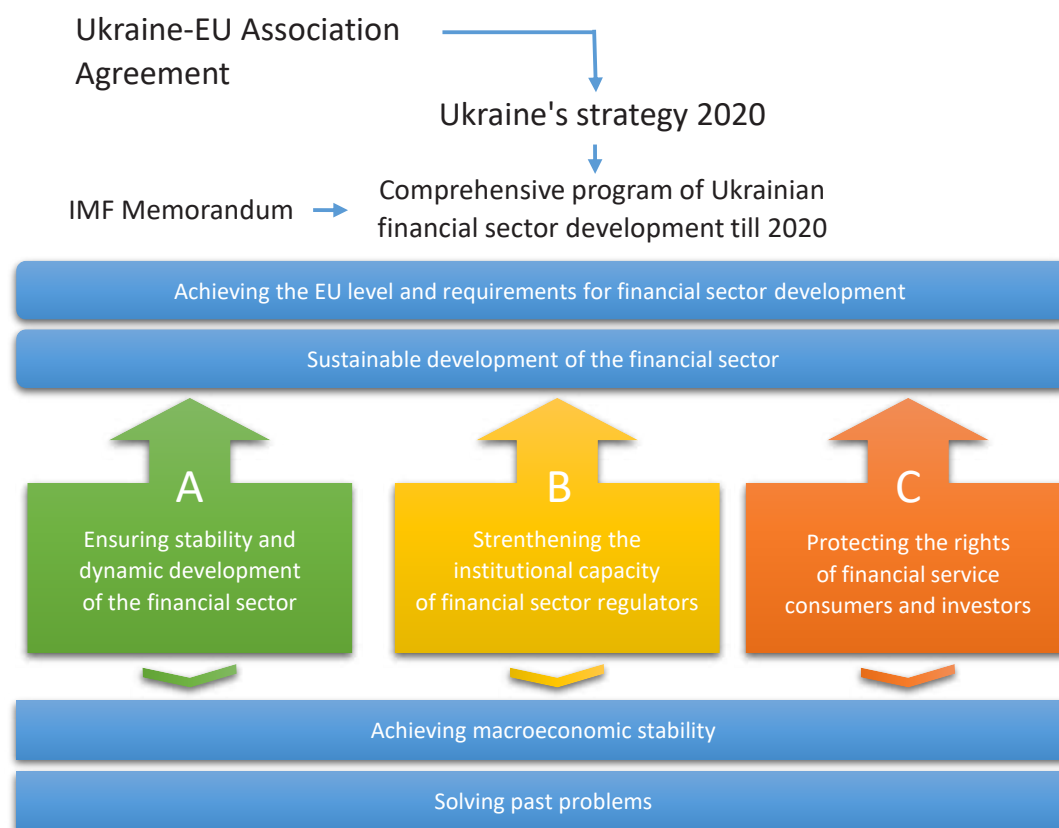 Ukraine-EU Association
Agreement
Ukraine's strategy 2020
IMF Memorandum
Comprehensive program of Ukrainian
financial sector development till 2020
Achieving the EU level and requirements for financial sector development
Sustainable development of the financial sector
A
Ensuring stability and
dynamic development
of the financial sector
B
Strenthening the
institutional capacity
of financial sector regulators
C
Protecting the rights
of financial service
consumers and investors
Achieving macroeconomic stability
Solving past problems